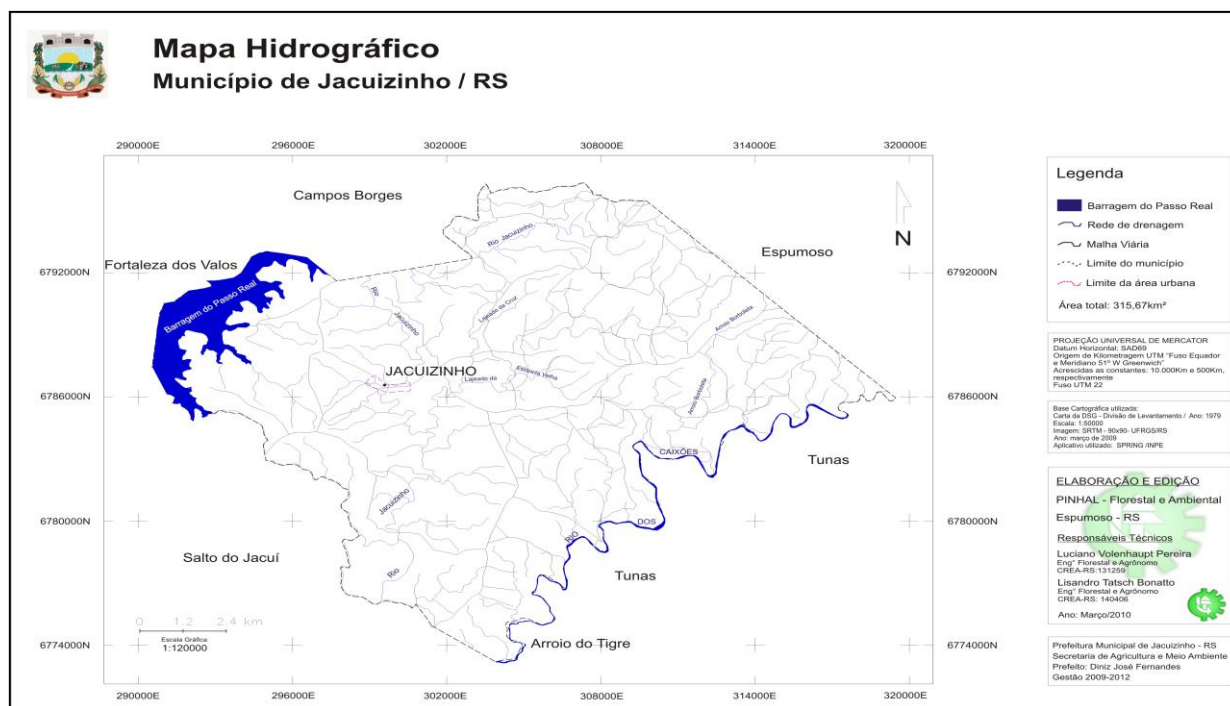 Mapa Hidrográfico
Município de Jacuizinho / RS
290000E
296000E
302000E
308000E
314000E
320000E
Campos Borges
Espumoso
N
Fortaleza dos Valos
6792000N
6792000N
Rio Jacuizinho
Barragem do Passo Real
Rio
Jacuizinho
Lajeado da Cruz
Arroio Borboleta
JACUIZINHO
Lajeado da
Estância Velha
Arroio Borboleta
6786000N
6786000N
CAIXÕES
Tunas
Jacuizinho
6780000N
6780000N
DOS
RIO
Salto do Jacuí
Rio
Tunas
0 1.2 2.4 km
Escala Gráfica
1:120000
Arroio do Tigre
6774000N
6774000N
290000E
296000E
302000E
308000E
314000E
320000E
Legenda
Barragem do Passo Real
Rede de drenagem
Malha Viária
Limite do município
Limite da área urbana
Área total: 315,67km²
PROJEÇÃO UNIVERSAL DE MERCATOR
Datum Horizontal: SAD69
Origem de Kilometragem UTM "Fuso Equador
e Meridiano 51º W Greenwich"
Acrescidas as constantes: 10.000Km e 500Km,
respectivamente
Fuso UTM 22
Base Cartográfica utilizada:
Carta da DSG - Divisão de Levantamento / Ano: 1979
Escala: 1:50000
Imagem: SRTM - 90x90- UFRGS/RS
Ano: março de 2009
Aplicativo utilizado: SPRING /INPE
ELABORAÇÃO E EDIÇÃO
PINHAL - Florestal e Ambiental
Espumoso - RS
Responsáveis Técnicos
Luciano Volenhaupt Pereira
Engº Florestal e Agrônomo
CREA-RS:131259
Lisandro Tatsch Bonatto
Engº Florestal e Agrônomo
CREA-RS: 140406
Ano: Março/2010
Prefeitura Municipal de Jacuizinho - RS
Secretaria de Agricultura e Meio Ambiente
Prefeito: Diniz José Fernandes
Gestão 2009-2012